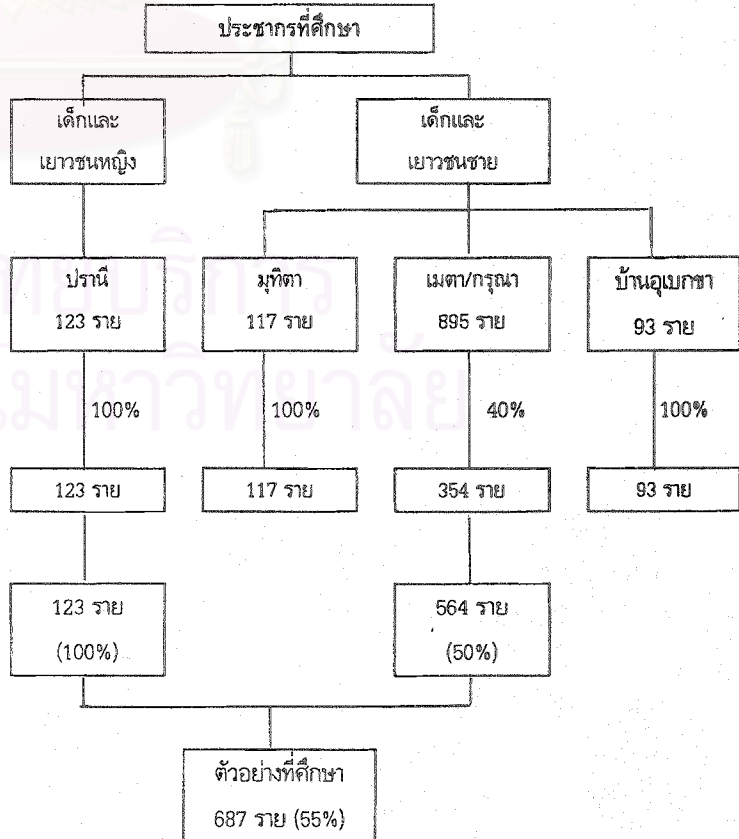 ประชากรที่ศึกษา
เด็กและ
เยาวชนหญิง
เด็กและ
เยาวชนชาย
ปรานี
123 ราย
มุทิตา
117 ราย
เมตา/กรุณา
895 ราย
บ้านอุเบกขา
93 ราย
100%
100%
40%
100%
123 ราย
117 ราย
354 ราย
93 ราย
123 ราย
(100%)
564 ราย
(50%)
ตัวอย่างที่ศึกษา
687 ราย (55%)